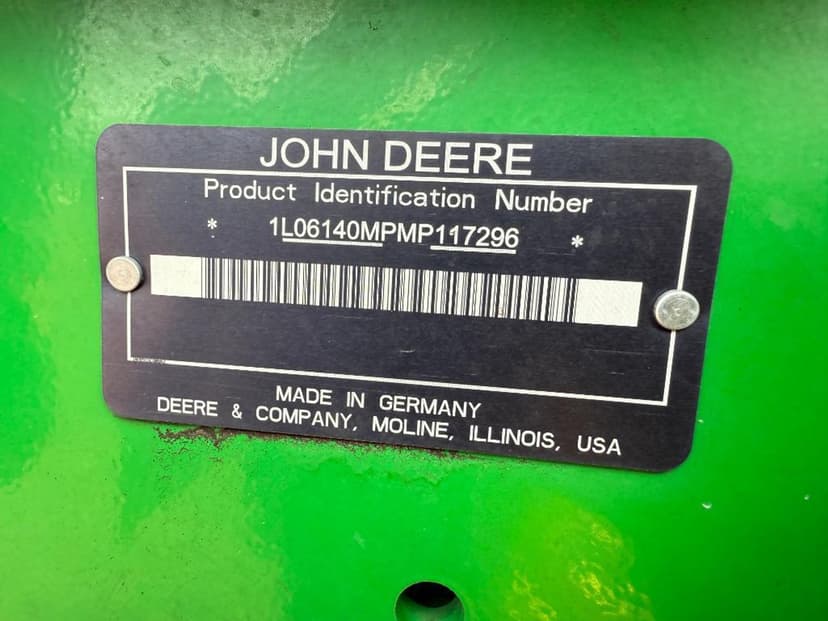 JOHN DEERE
Product Identification Number
* 1L06140MPMP117296 *
MADE IN GERMANY
DEERE & COMPANY, MOLINE, ILLINOIS, USA